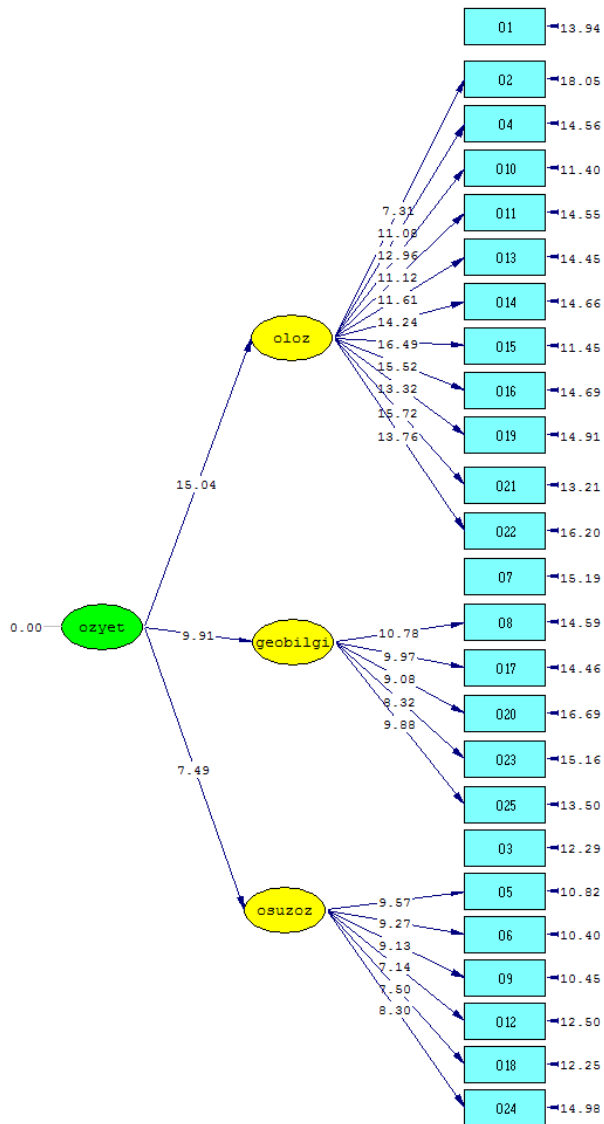 O1 13.94
O2 18.05
O4 14.56
O10 11.40
O11 14.55
O13 14.45
O14 14.66
O15 11.45
O16 14.69
O19 14.91
O21 13.21
O22 16.20
O7 15.19
O8 14.59
O17 14.46
O20 16.69
O23 15.16
O25 13.50
O3 12.29
O5 10.82
O6 10.40
O9 10.45
O12 12.50
O18 12.25
O24 14.98
7.31
11.08
12.96
11.12
11.61
14.24
16.49
15.52
13.32
15.72
13.76
oloz
15.04
0.00 ozyet 9.91 geobilgi
10.78
9.97
9.08
8.32
9.88
7.49
osuzoz
9.57
9.27
9.13
7.14
7.50
8.30